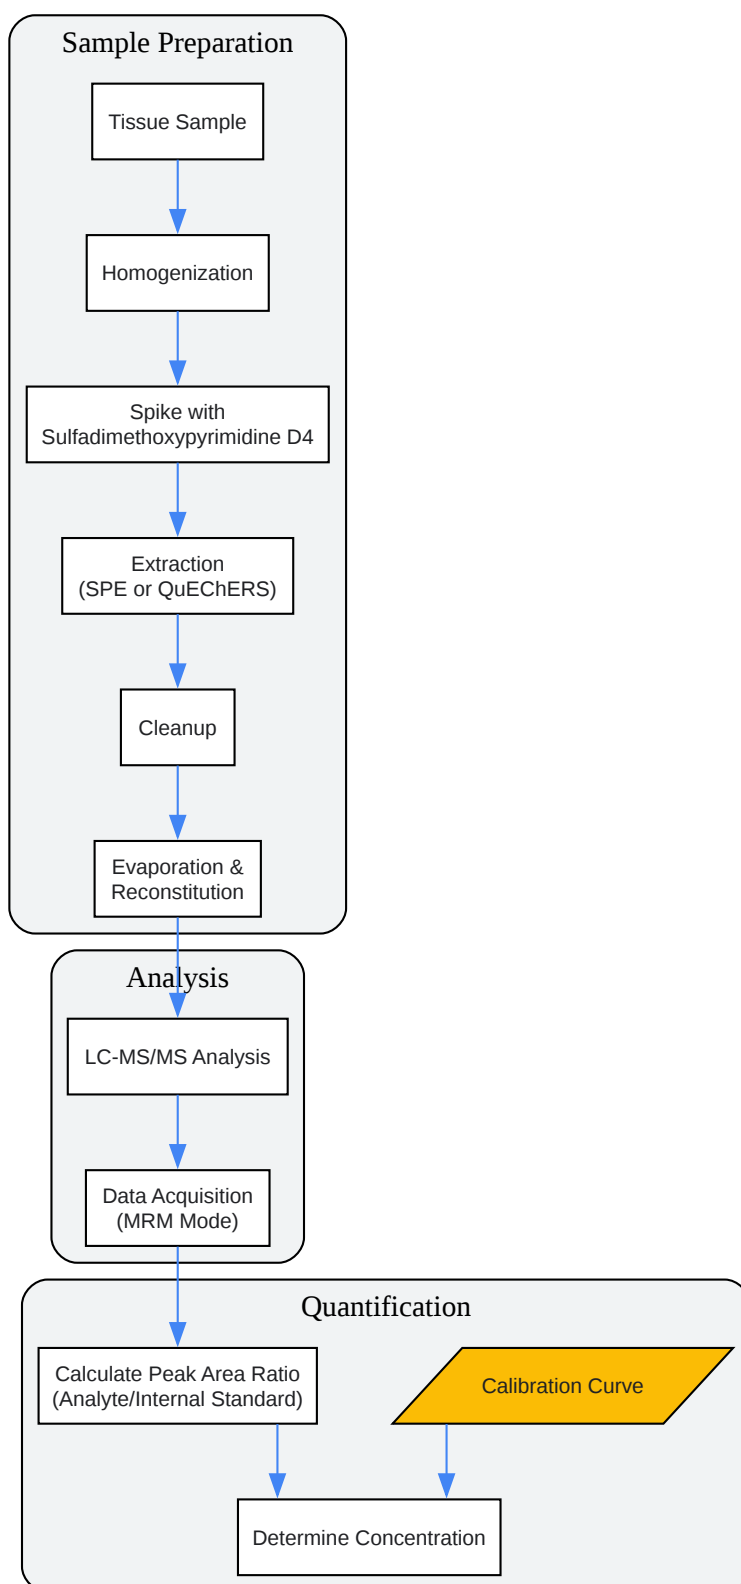 Sample Preparation
Tissue Sample
Homogenization
Spike with
Sulfadimethoxypyrimidine D4
Extraction
(SPE or QuEChERS)
Cleanup
Evaporation &
Reconstitution
Analysis
LC-MS/MS Analysis
Data Acquisition
(MRM Mode)
Quantification
Calculate Peak Area Ratio
(Analyte/Internal Standard)
Calibration Curve
Determine Concentration